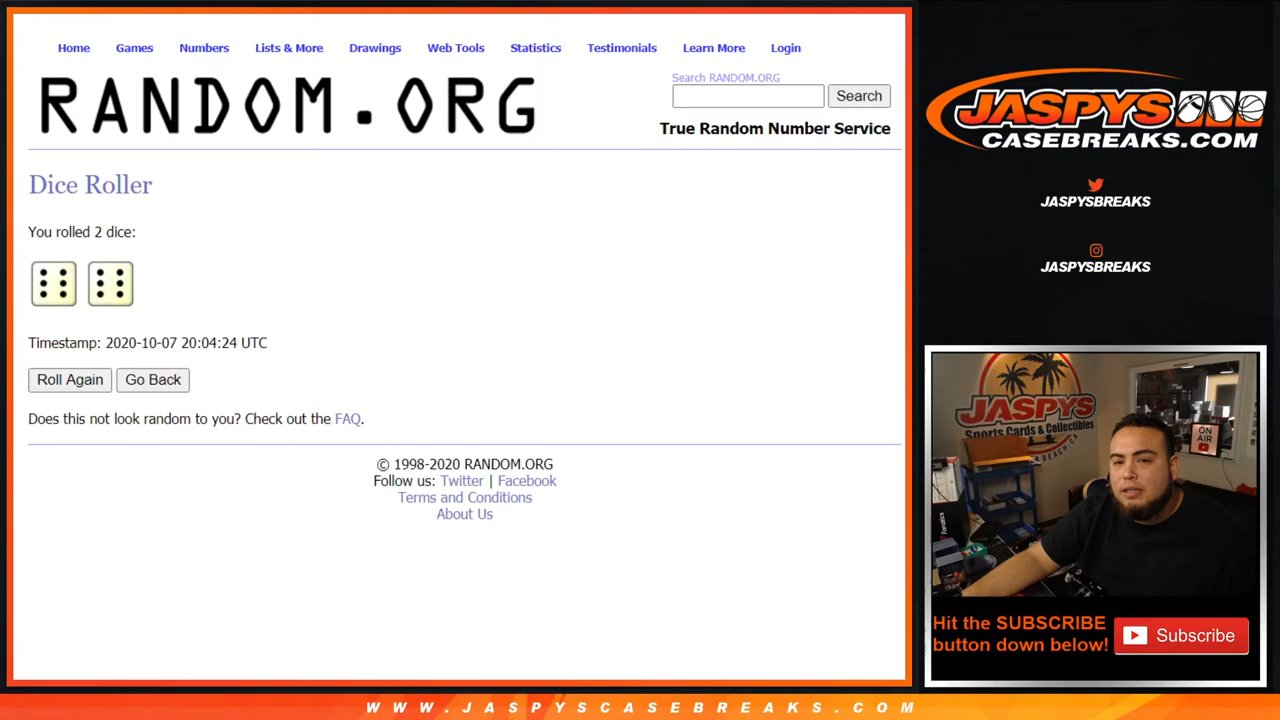 Home Games Numbers Lists & More Drawings Web Tools Statistics Testimonials Learn More Login
RANDOM.ORG
Search RANDOM.ORG
Search
True Random Number Service
Dice Roller
You rolled 2 dice:
Timestamp: 2020-10-07 20:04:24 UTC
Roll Again Go Back
Does this not look random to you? Check out the FAQ.
© 1998-2020 RANDOM.ORG
Follow us: Twitter | Facebook
Terms and Conditions
About Us
JASPYS
CASEBREAKS.COM
JASPYSBREAKS
JASPYSBREAKS
JASPYS
Sports Cards & Collectibles
ON
AIR
Fanatics
Hit the SUBSCRIBE
button down below!
Subscribe
WWW.JASPYSCASEBREAKS.COM